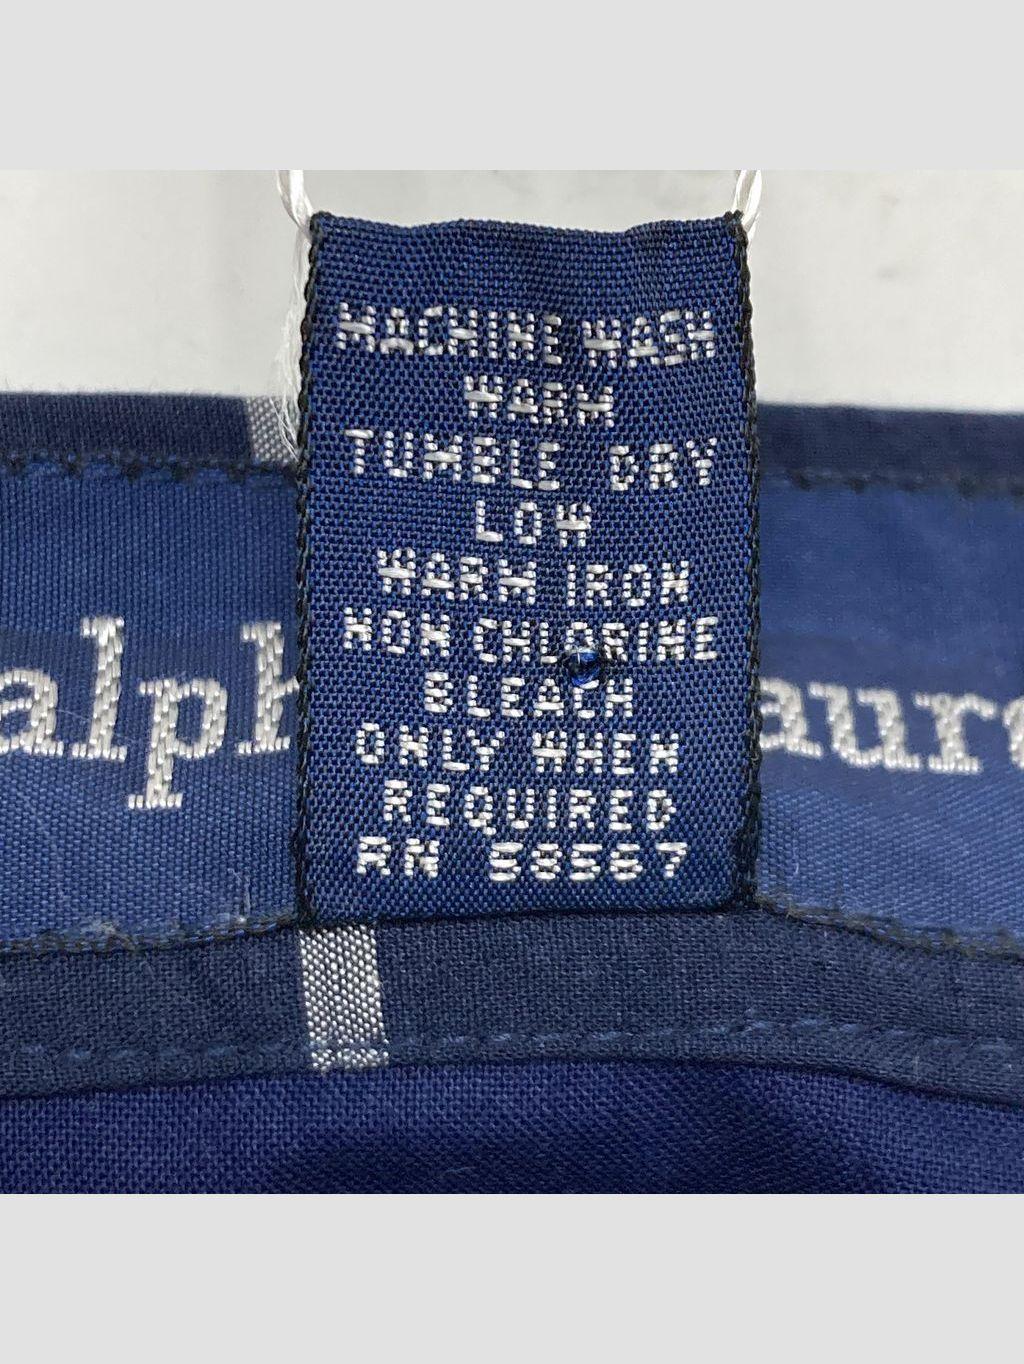 MACHINE WASH
WARM
TUMBLE DRY
LOW
WARM IRON
NON CHLORINE
BLEACH
ONLY WHEN
REQUIRED
RN 58567
alph
aure